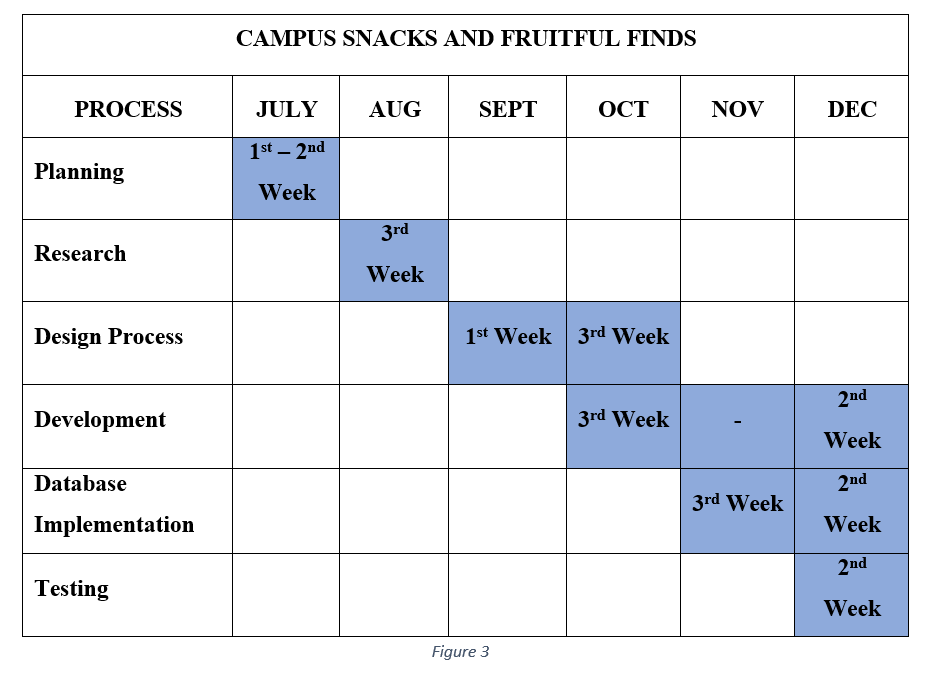 CAMPUS SNACKS AND FRUITFUL FINDS
PROCESS JULY AUG SEPT OCT NOV DEC
Planning 1st – 2nd Week
Research 3rd Week
Design Process 1st Week 3rd Week
Development 3rd Week - 2nd Week
Database Implementation 3rd Week 2nd Week
Testing 2nd Week
Figure 3